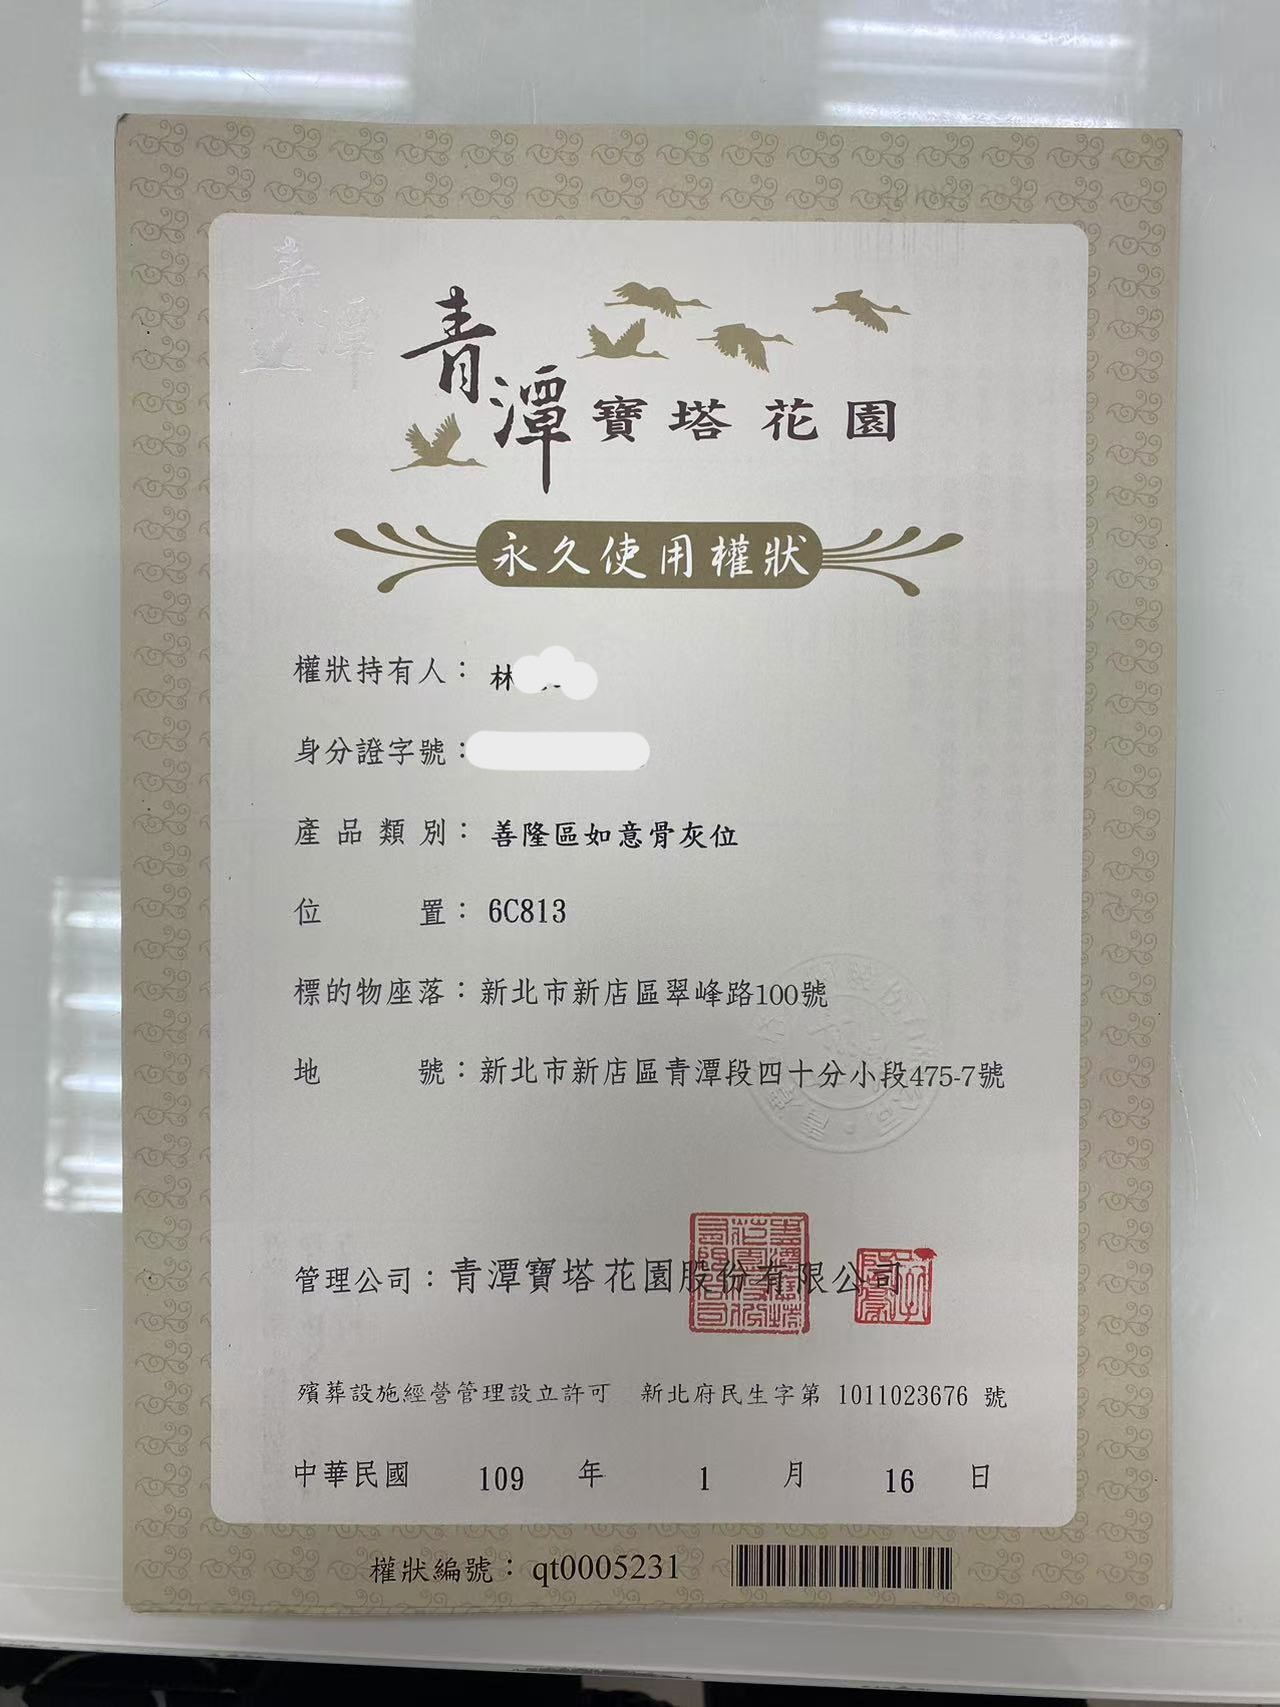 青潭
青潭寶塔花園
永久使用權狀
權狀持有人：林
身分證字號：
產品類別：善隆區如意骨灰位
位置：6C813
標的物座落：新北市新店區翠峰路100號
地號：新北市新店區青潭段四十分小段475-7號
管理公司：青潭寶塔花園股份有限公司
殯葬設施經營管理設立許可 新北府民生字第 1011023676 號
中華民國 109 年 1 月 16 日
權狀編號：qt0005231